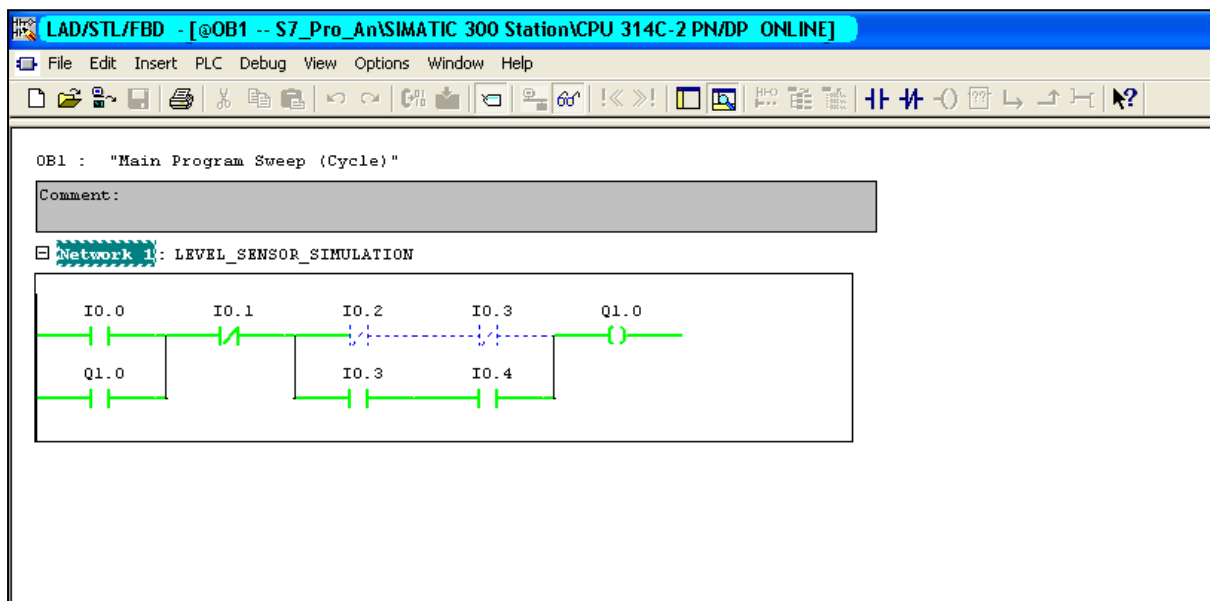 LAD/STL/FBD - [@OB1 -- S7_Pro_An\SIMATIC 300 Station\CPU 314C-2 PN/DP ONLINE]
File Edit Insert PLC Debug View Options Window Help
OB1 : "Main Program Sweep (Cycle)"
Comment:
Network 1: LEVEL_SENSOR_SIMULATION
I0.0 I0.1 I0.2 I0.3 Q1.0
Q1.0 I0.3 I0.4